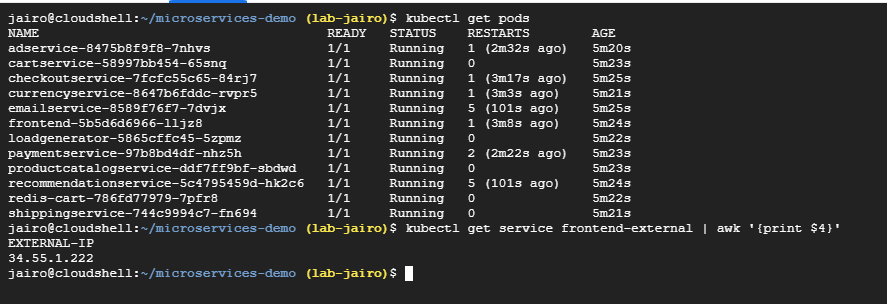 jairo@cloudshell:~/microservices-demo (lab-jairo)$ kubectl get pods
NAME READY STATUS RESTARTS AGE
adservice-8475b8f9f8-7nhvs 1/1 Running 1 (2m32s ago) 5m20s
cartservice-58997bb454-65snq 1/1 Running 0 5m23s
checkoutservice-7fcfc55c65-84rj7 1/1 Running 1 (3m17s ago) 5m25s
currencyservice-8647b6fddc-rvpr5 1/1 Running 1 (3m3s ago) 5m21s
emailservice-8589f76f7-7dvjx 1/1 Running 5 (101s ago) 5m25s
frontend-5b5d6d6966-lljz8 1/1 Running 1 (3m8s ago) 5m24s
loadgenerator-5865cffc45-5zpmz 1/1 Running 0 5m22s
paymentservice-97b8bd4df-nhz5h 1/1 Running 2 (2m22s ago) 5m23s
productcatalogservice-ddf7ff9bf-sbdwd 1/1 Running 0 5m23s
recommendationservice-5c4795459d-hk2c6 1/1 Running 5 (101s ago) 5m24s
redis-cart-786fd77979-7pfr8 1/1 Running 0 5m22s
shippingservice-744c9994c7-fn694 1/1 Running 0 5m21s
jairo@cloudshell:~/microservices-demo (lab-jairo)$ kubectl get service frontend-external | awk '{print $4}'
EXTERNAL-IP
34.55.1.222
jairo@cloudshell:~/microservices-demo (lab-jairo)$